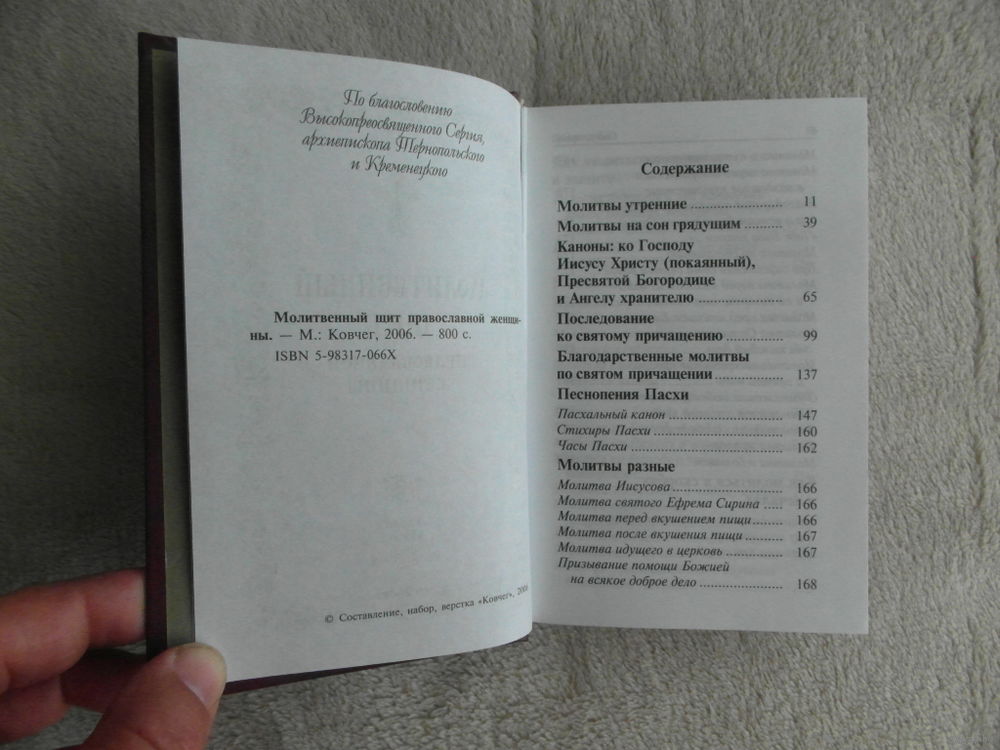 По благословению
Высокопреосвященного Сергия,
архиепископа Тернопольского
и Кременецкого
Молитвенный щит православной женщи-
ны. — М.: Ковчег, 2006. — 800 с.
ISBN 5-98317-066X
© Составление, набор, верстка «Ковчег», 2006
Содержание
Молитвы утренние .................... 11
Молитвы на сон грядущим .......... 39
Каноны: ко Господу
Иисусу Христу (покаянный),
Пресвятой Богородице
и Ангелу хранителю .................. 65
Последование
ко святому причащению ............ 99
Благодарственные молитвы
по святом причащении ............... 137
Песнопения Пасхи
Пасхальный канон ..................... 147
Стихиры Пасхи ........................ 160
Часы Пасхи ............................. 162
Молитвы разные
Молитва Иисусова .................... 166
Молитва святого Ефрема Сирина ..... 166
Молитва перед вкушением пищи ....... 166
Молитва после вкушения пищи ........ 167
Молитва идущего в церковь ............ 167
Призывание помощи Божией
на всякое доброе дело ................ 168